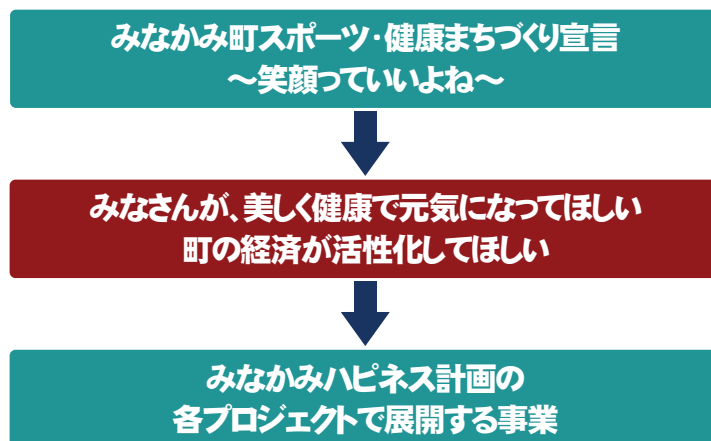 みなかみ町スポーツ･健康まちづくり宣言
～笑顔っていいよね～
みなさんが、美しく健康で元気になってほしい
町の経済が活性化してほしい
みなかみハピネス計画の
各プロジェクトで展開する事業